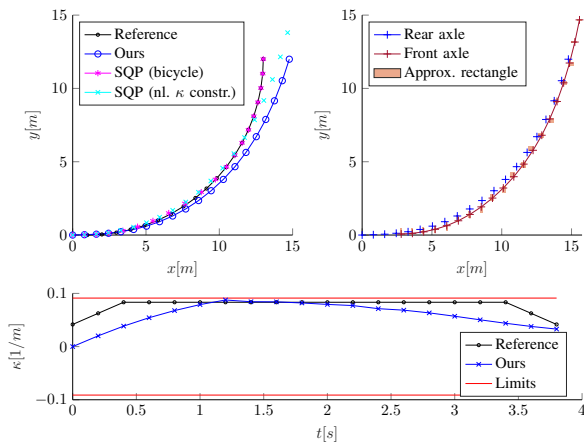 15
10
5
0
y[m]
0
5
10
15
x[m]
Reference
Ours
SQP (bicycle)
SQP (nl. κ constr.)
15
10
5
0
y[m]
0
5
10
15
x[m]
Rear axle
Front axle
Approx. rectangle
0.1
0
−0.1
κ[1/m]
0
0.5
1
1.5
2
2.5
3
3.5
4
t[s]
Reference
Ours
Limits